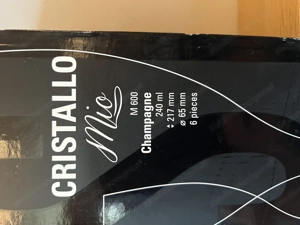 CRISTALLO
Mio
M 600
Champagne
240 ml
↕ 217 mm
ø 65 mm
6 pieces